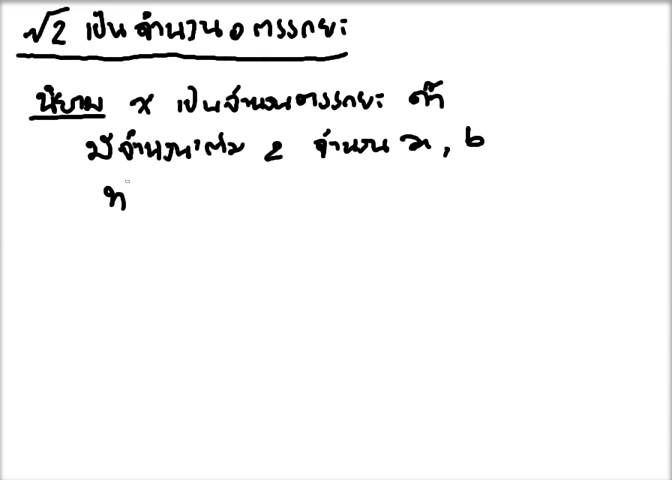 √2 เป็นจำนวนอตรรกยะ
นิยาม x เป็นจำนวนตรรกยะ ถ้า
มีจำนวนเต็ม 2 จำนวน a, b
ท